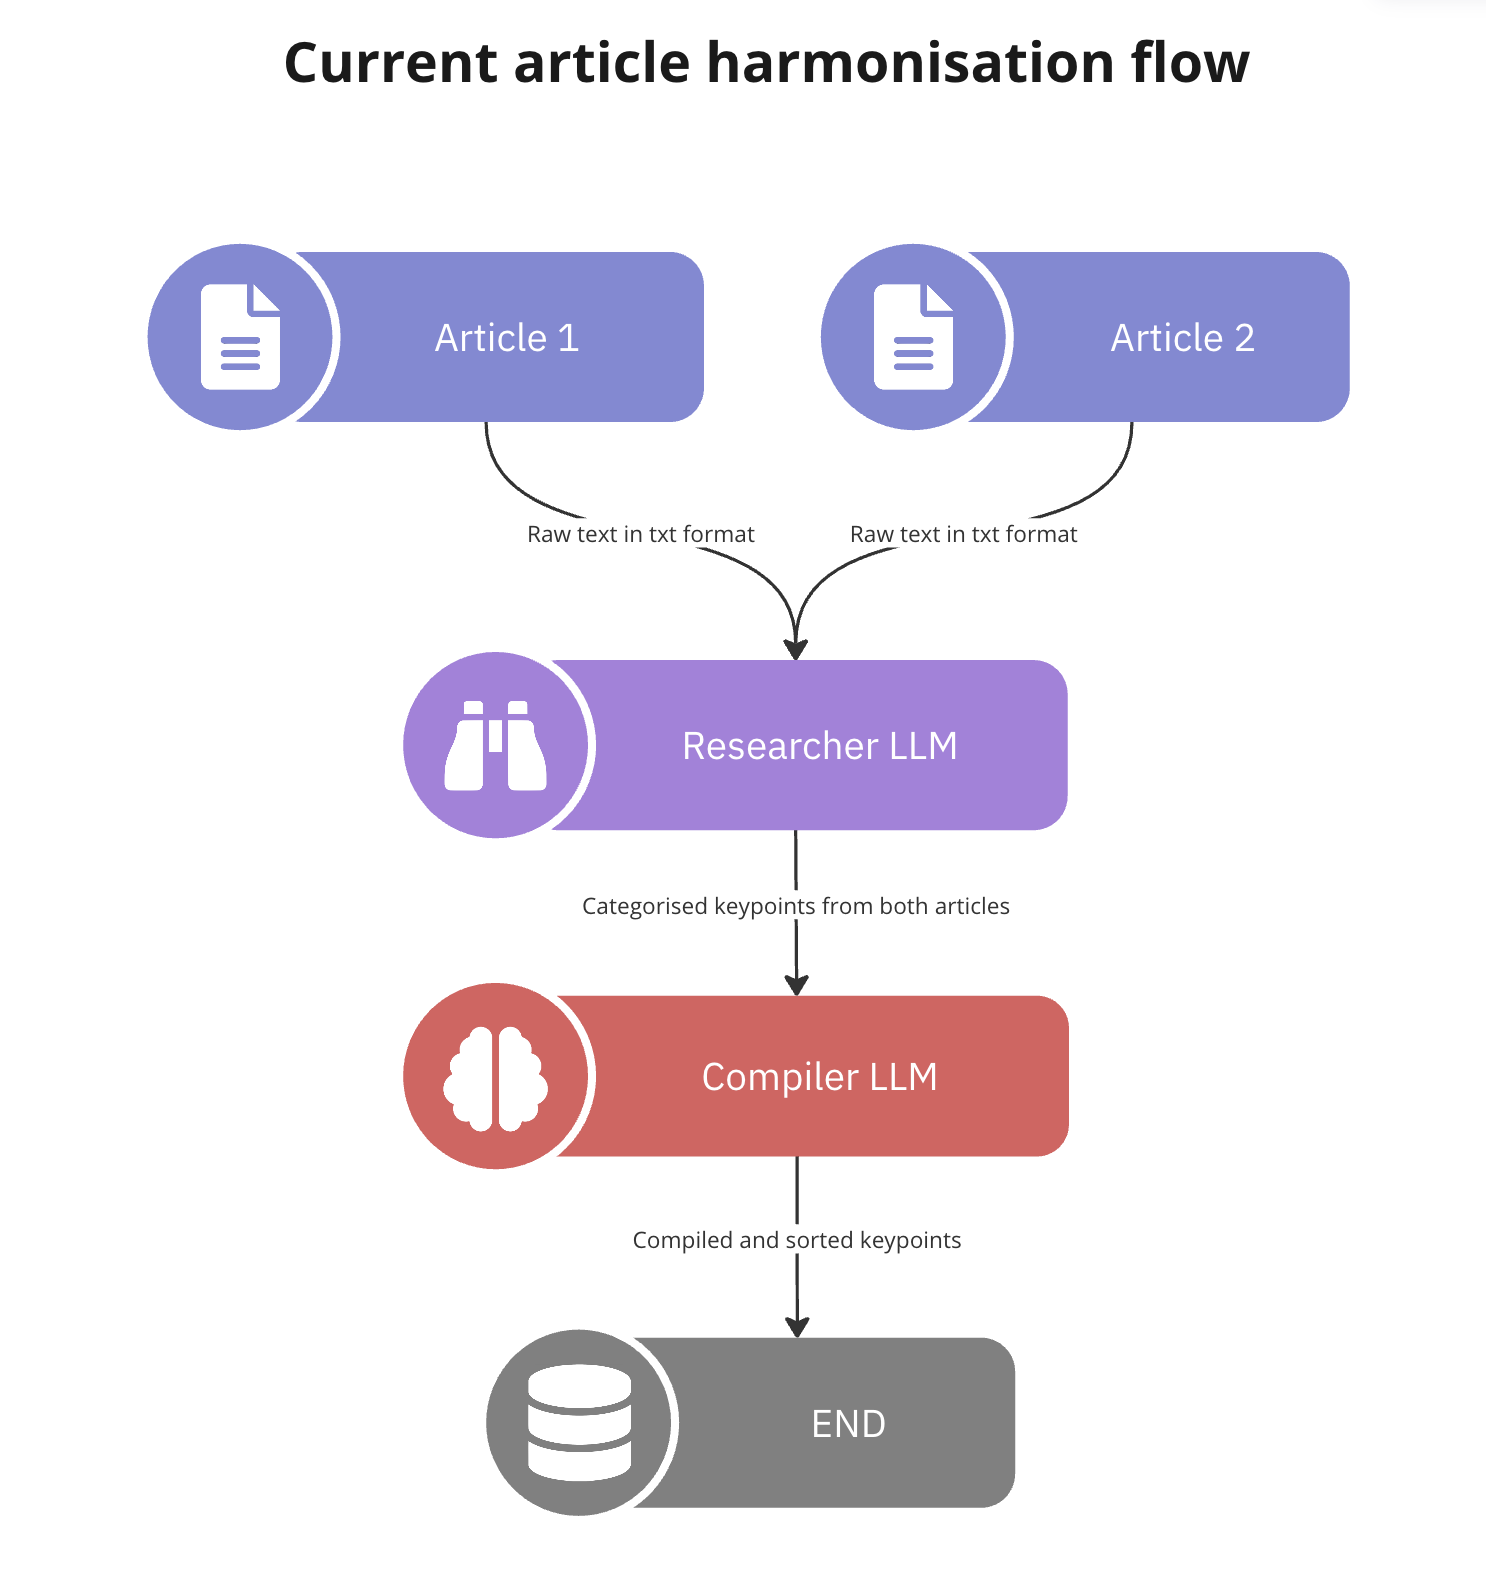 Current article harmonisation flow
Article 1
Article 2
Raw text in txt format
Raw text in txt format
Researcher LLM
Categorised keypoints from both articles
Compiler LLM
Compiled and sorted keypoints
END